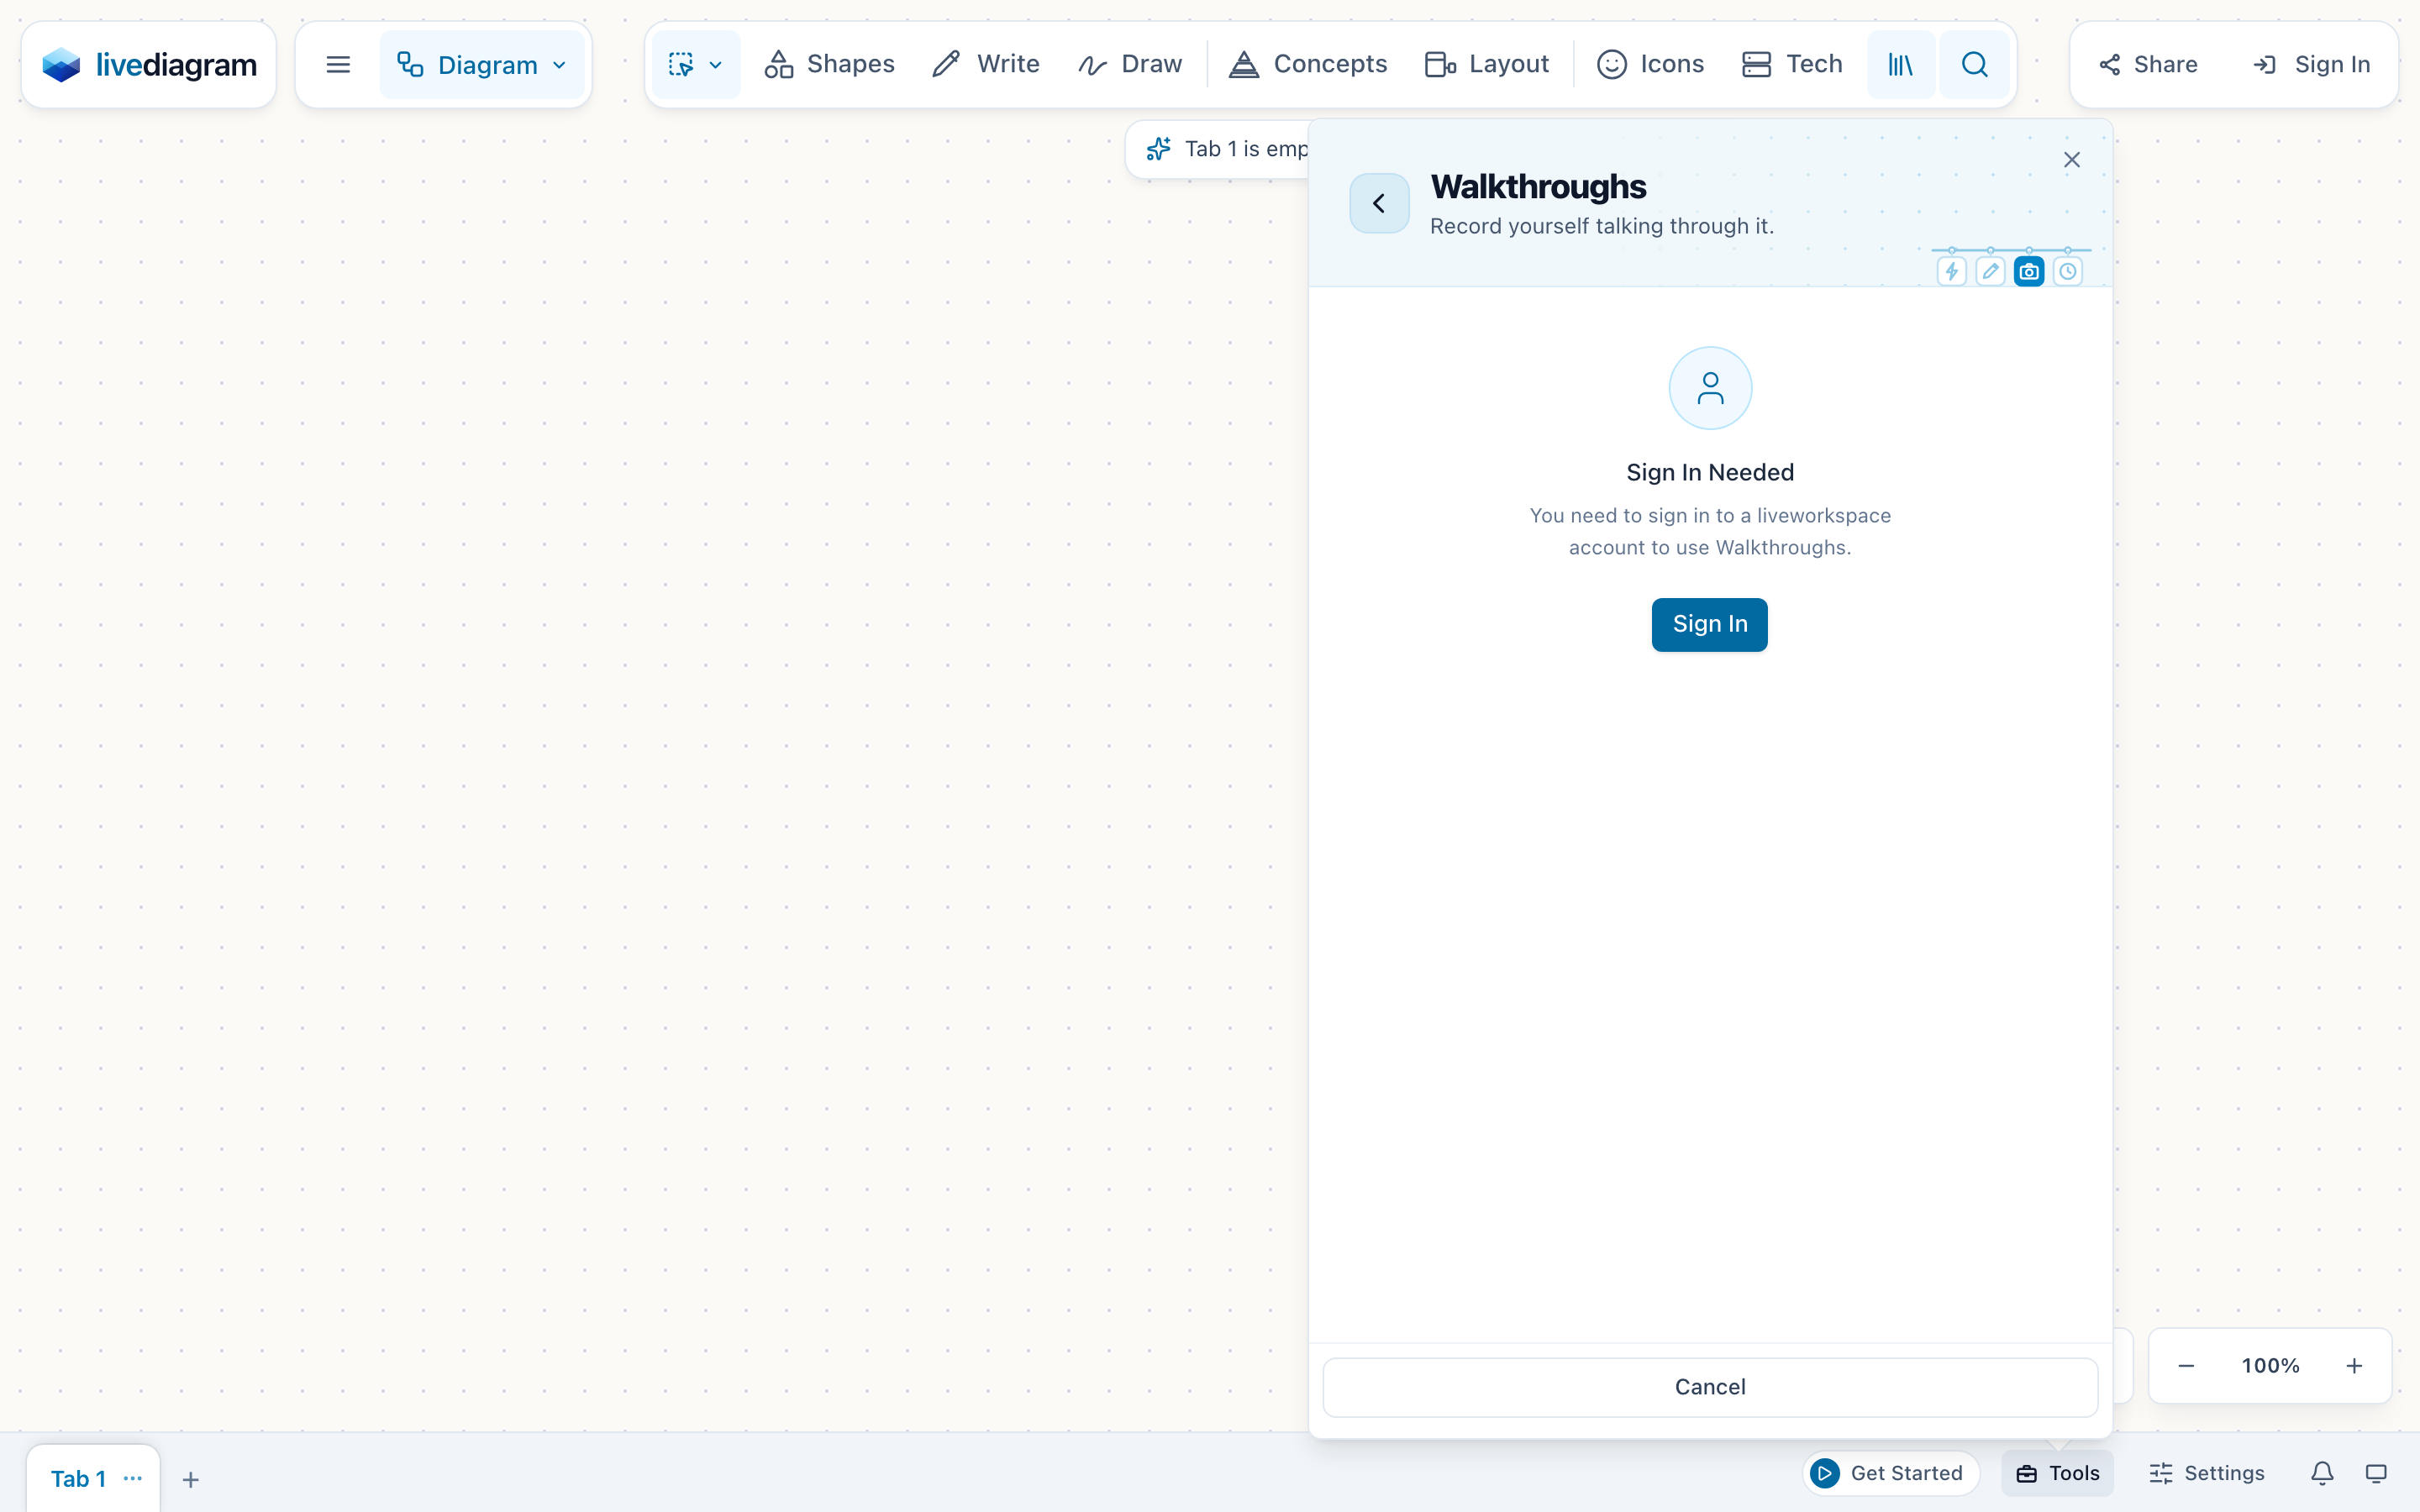 livediagram
Diagram
Shapes
Write
Draw
Concepts
Layout
Icons
Tech
Share
Sign In
Tab 1 is emp
Walkthroughs
Record yourself talking through it.
Sign In Needed
You need to sign in to a liveworkspace
account to use Walkthroughs.
Sign In
Cancel
100%
Tab 1
Get Started
Tools
Settings